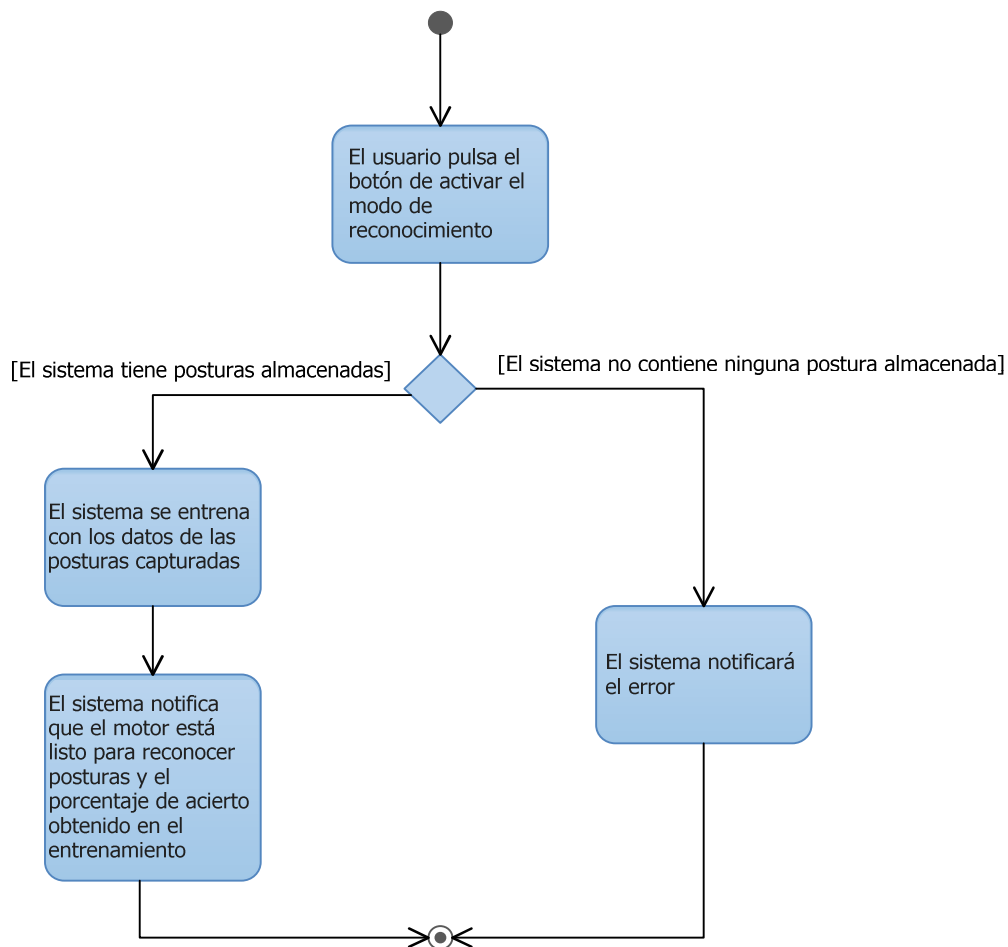 El usuario pulsa el
botón de activar el
modo de
reconocimiento
[El sistema tiene posturas almacenadas]
[El sistema no contiene ninguna postura almacenada]
El sistema se entrena
con los datos de las
posturas capturadas
El sistema notificará
el error
El sistema notifica
que el motor está
listo para reconocer
posturas y el
porcentaje de acierto
obtenido en el
entrenamiento